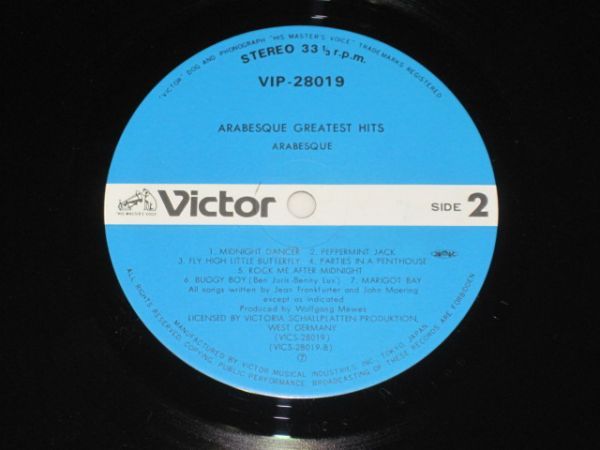 "VICTOR" DOG AND PHONOGRAPH "HIS MASTER'S VOICE" TRADEMARKS REGISTERED
STEREO 33⅓ r.p.m.
VIP-28019
ARABESQUE GREATEST HITS
ARABESQUE
"HIS MASTER'S VOICE"
Victor
SIDE 2
1. MIDNIGHT DANCER 2. PEPPERMINT JACK
3. FLY HIGH LITTLE BUTTERFLY 4. PARTIES IN A PENTHOUSE
5. ROCK ME AFTER MIDNIGHT
6. BUGGY BOY (Ben Juris-Benity Lux) 7. MARIGOT BAY
All songs written by Jean Frankfurter and John Moering
except as indicated
Produced by Wolfgang Mewes
LICENSED BY VICTORIA SCHALLPLATTEN PRODUKTION,
WEST GERMANY
(VICS-28019)
(VICS-28019-B)
ALL RIGHTS RESERVED. COPYING, PUBLIC PERFORMANCE, BROADCASTING OF THESE RECORDS ARE FORBIDDEN
MANUFACTURED BY VICTOR MUSICAL INDUSTRIES, INC. TOKYO, JAPAN